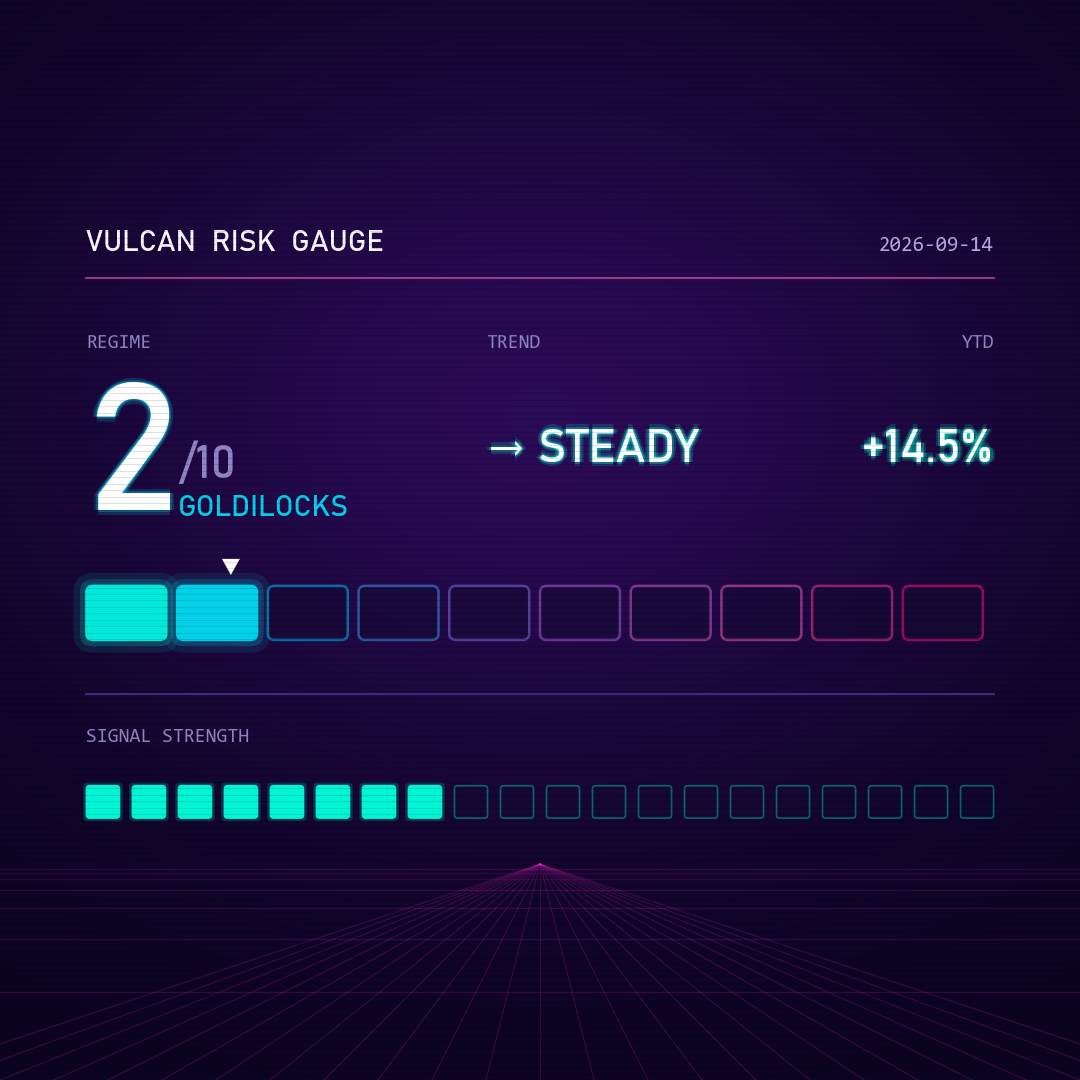 VULCAN RISK GAUGE
2026-09-14
REGIME
TREND
YTD
2/10
GOLDILOCKS
→ STEADY
+14.5%
SIGNAL STRENGTH